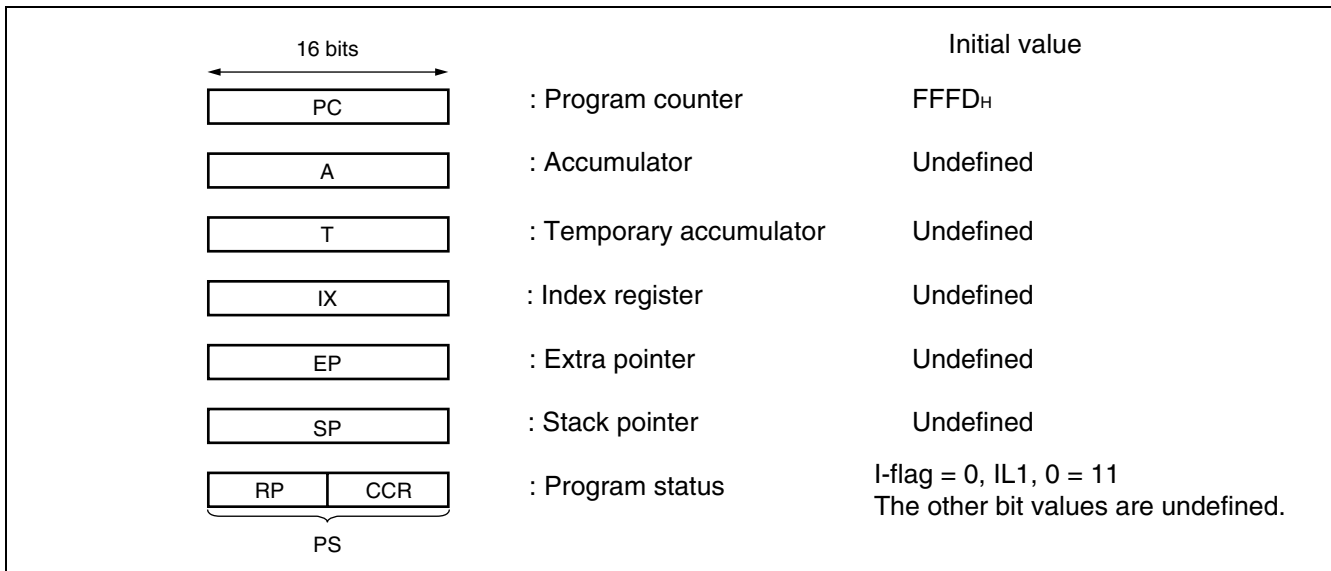 16 bits Initial value
PC : Program counter FFFDH
A : Accumulator Undefined
T : Temporary accumulator Undefined
IX : Index register Undefined
EP : Extra pointer Undefined
SP : Stack pointer Undefined
RP CCR : Program status I-flag = 0, IL1, 0 = 11
The other bit values are undefined.
PS